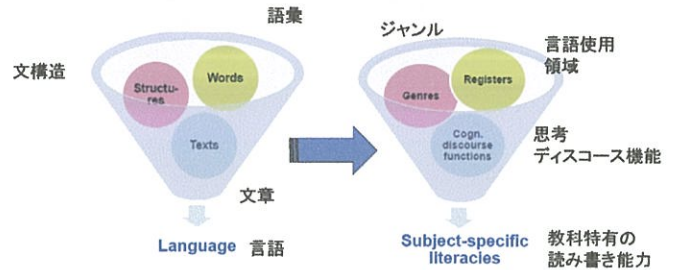 語彙
文構造
Structu-
res
Words
Texts
文章
Language 言語
ジャンル
言語使用
領域
Genres
Registers
Cogn.
discourse
functions
思考
ディスコース機能
Subject-specific
literacies
教科特有の
読み書き能力